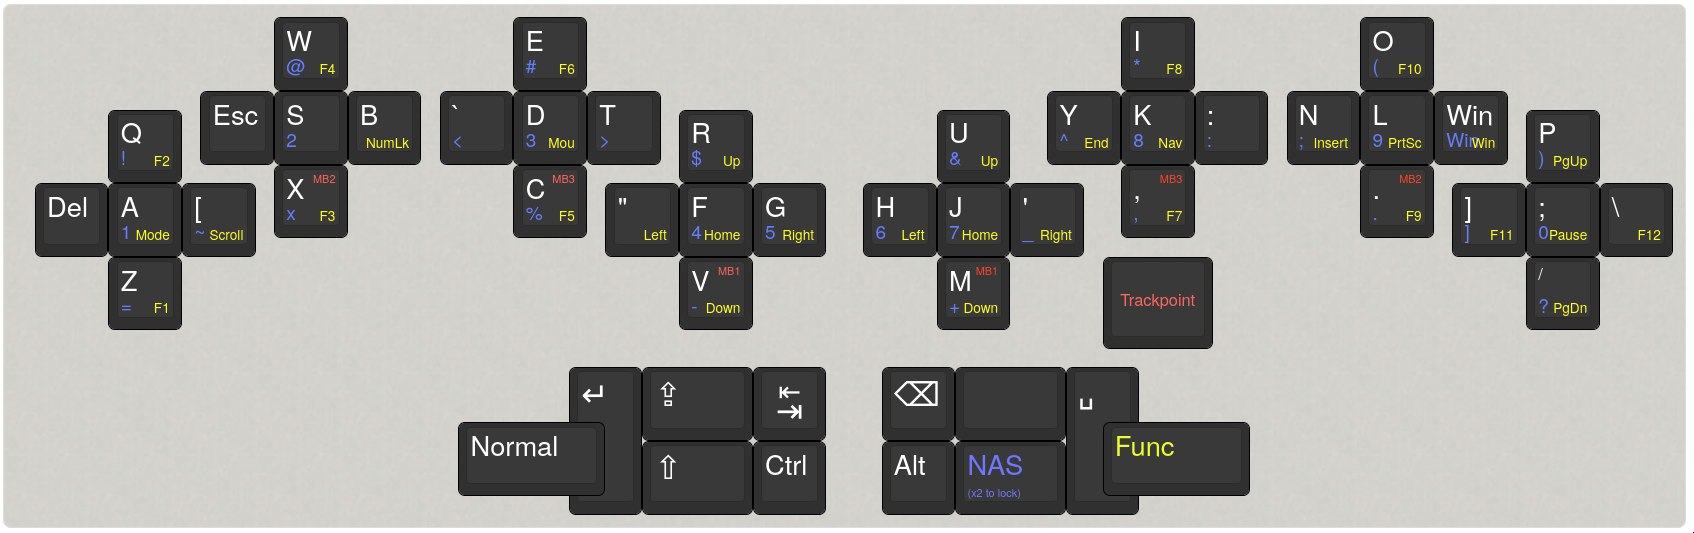 W
@ F4
E
# F6
I
* F8
O
( F10
Esc
S
2
B
NumLk
`
<
D
3 Mou
T
>
Y
^ End
K
8 Nav
:
:
N
; Insert
L
9 PrtSc
Win
Win Win
Q
! F2
R
$ Up
U
& Up
P
) PgUp
X MB2
x F3
C MB3
% F5
, MB3
, F7
. MB2
. F9
Del
A
1 Mode
[
~ Scroll
"
Left
F
4 Home
G
5 Right
H
6 Left
J
7 Home
'
_ Right
]
] F11
;
0 Pause
\
F12
Z
= F1
V MB1
- Down
M MB1
+ Down
Trackpoint
/
? PgDn
↵
⇪
⇤
⇥
⌫
␣
Normal
⇧
Ctrl
Alt
NAS
(x2 to lock)
Func